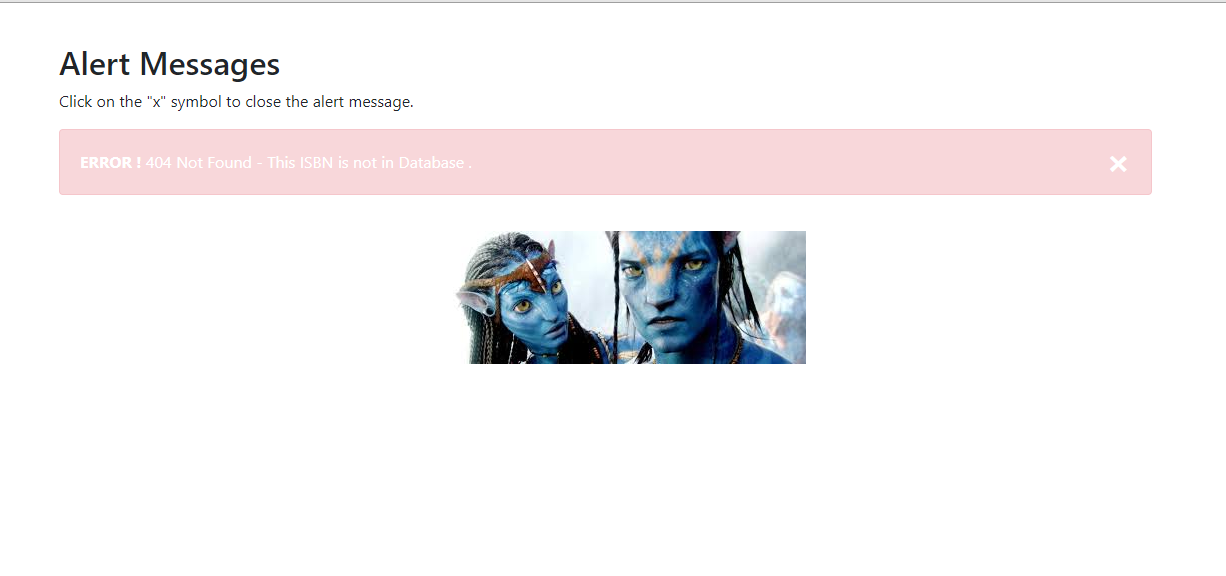 Alert Messages
Click on the "x" symbol to close the alert message.
ERROR ! 404 Not Found - This ISBN is not in Database .
×